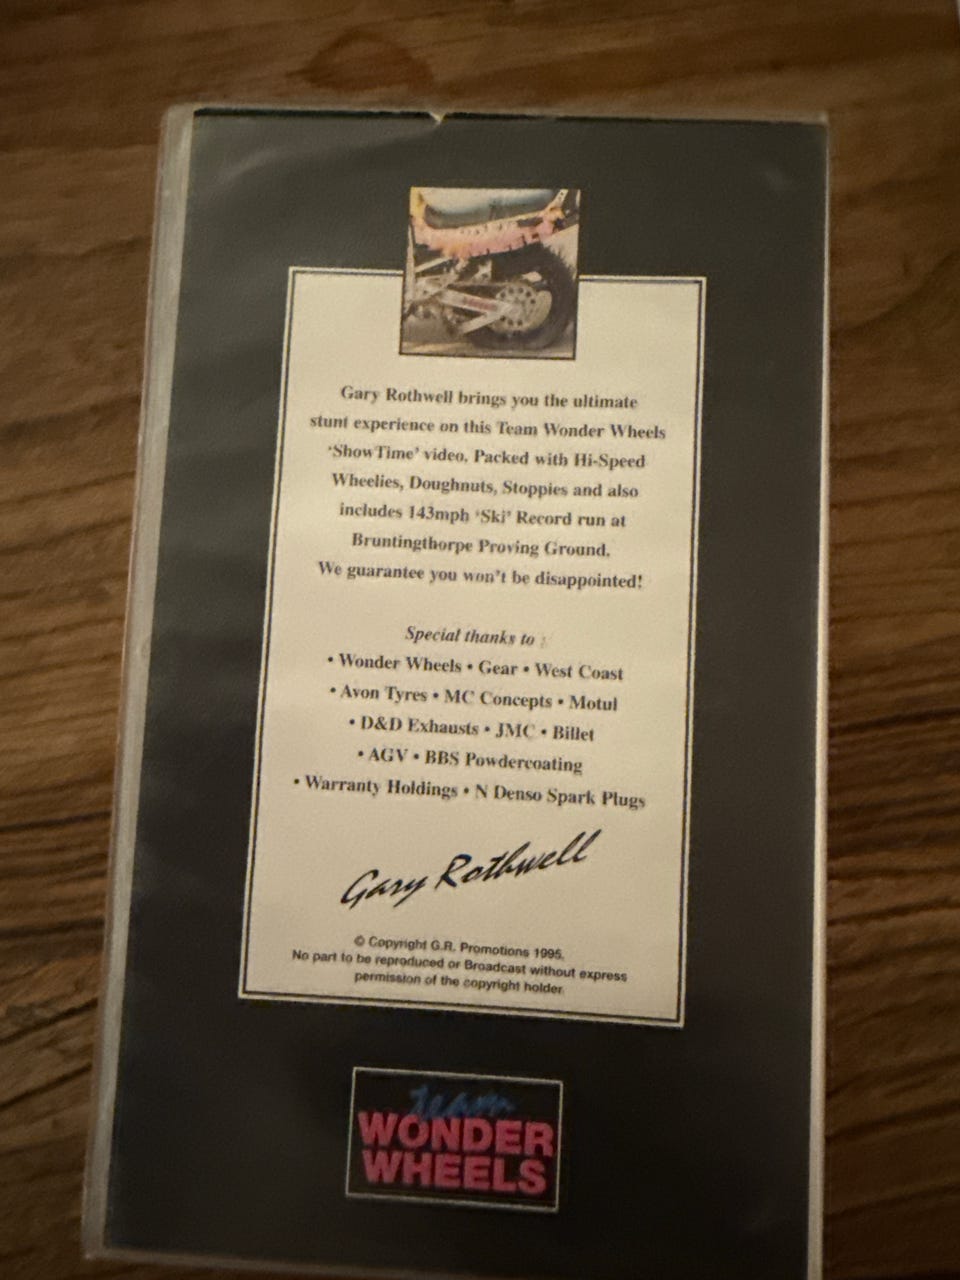 Gary Rothwell brings you the ultimate
stunt experience on this Team Wonder Wheels
‘ShowTime’ video. Packed with Hi-Speed
Wheelies, Doughnuts, Stoppies and also
includes 143mph ‘Ski’ Record run at
Bruntingthorpe Proving Ground.
We guarantee you won’t be disappointed!
Special thanks to :
• Wonder Wheels • Gear • West Coast
• Avon Tyres • MC Concepts • Motul
• D&D Exhausts • JMC • Billet
• AGV • BBS Powdercoating
• Warranty Holdings • N Denso Spark Plugs
Gary Rothwell
© Copyright G.R. Promotions 1995.
No part to be reproduced or Broadcast without express
permission of the copyright holder.
team
WONDER
WHEELS